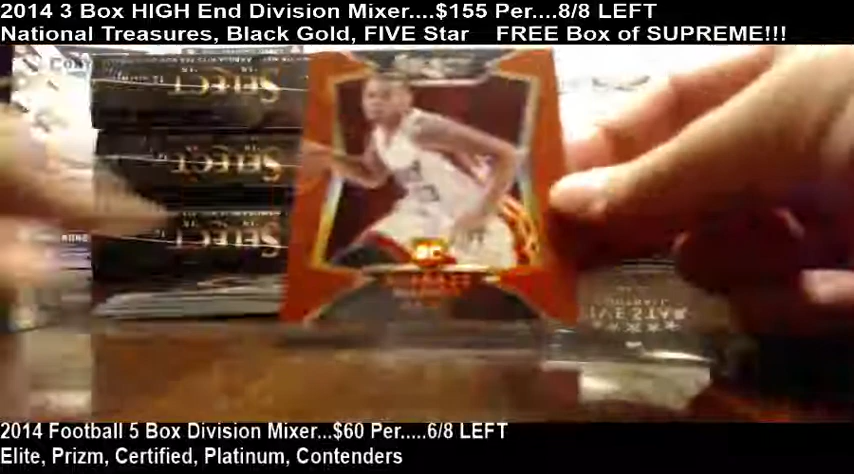 2014 3 Box HIGH End Division Mixer....$155 Per....8/8 LEFT
National Treasures, Black Gold, FIVE Star FREE Box of SUPREME!!!
SELECT
SELECT
SELECT
2014 Football 5 Box Division Mixer...$60 Per.....6/8 LEFT
Elite, Prizm, Certified, Platinum, Contenders